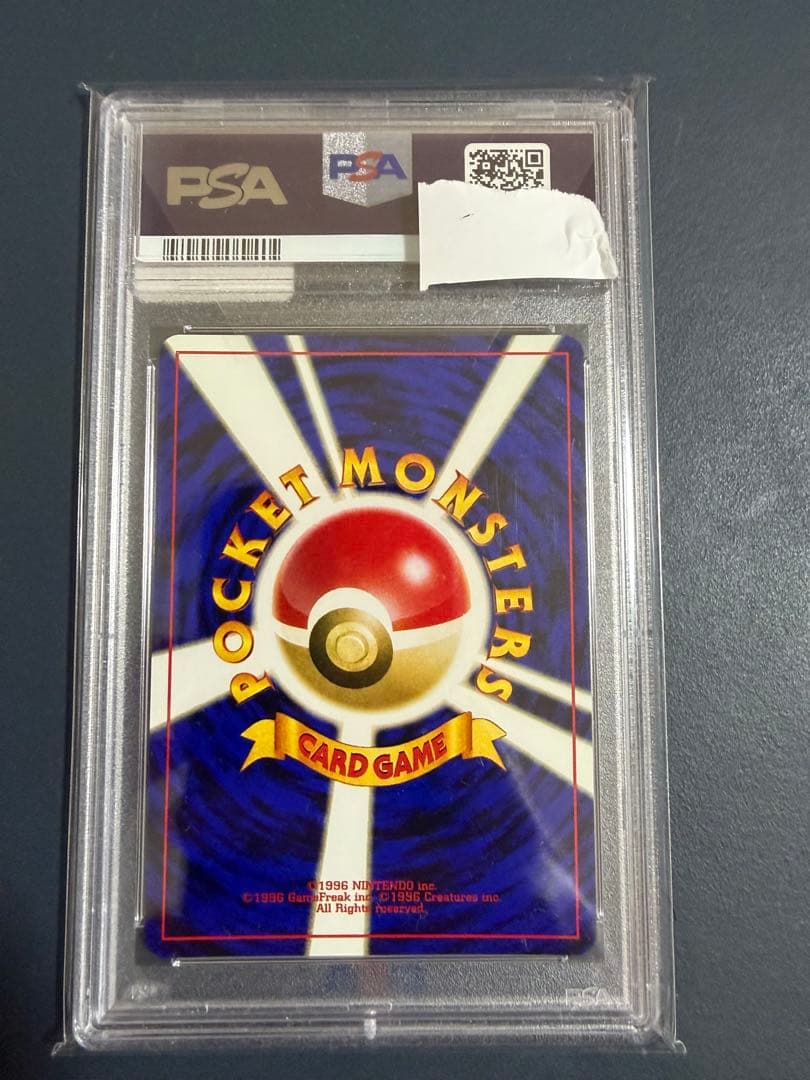 PSA
PSA
POCKET MONSTERS
CARD GAME
©1996 NINTENDO inc.
©1996 GameFreak inc. ©1996 Creatures inc.
All Rights reserved.
PSA